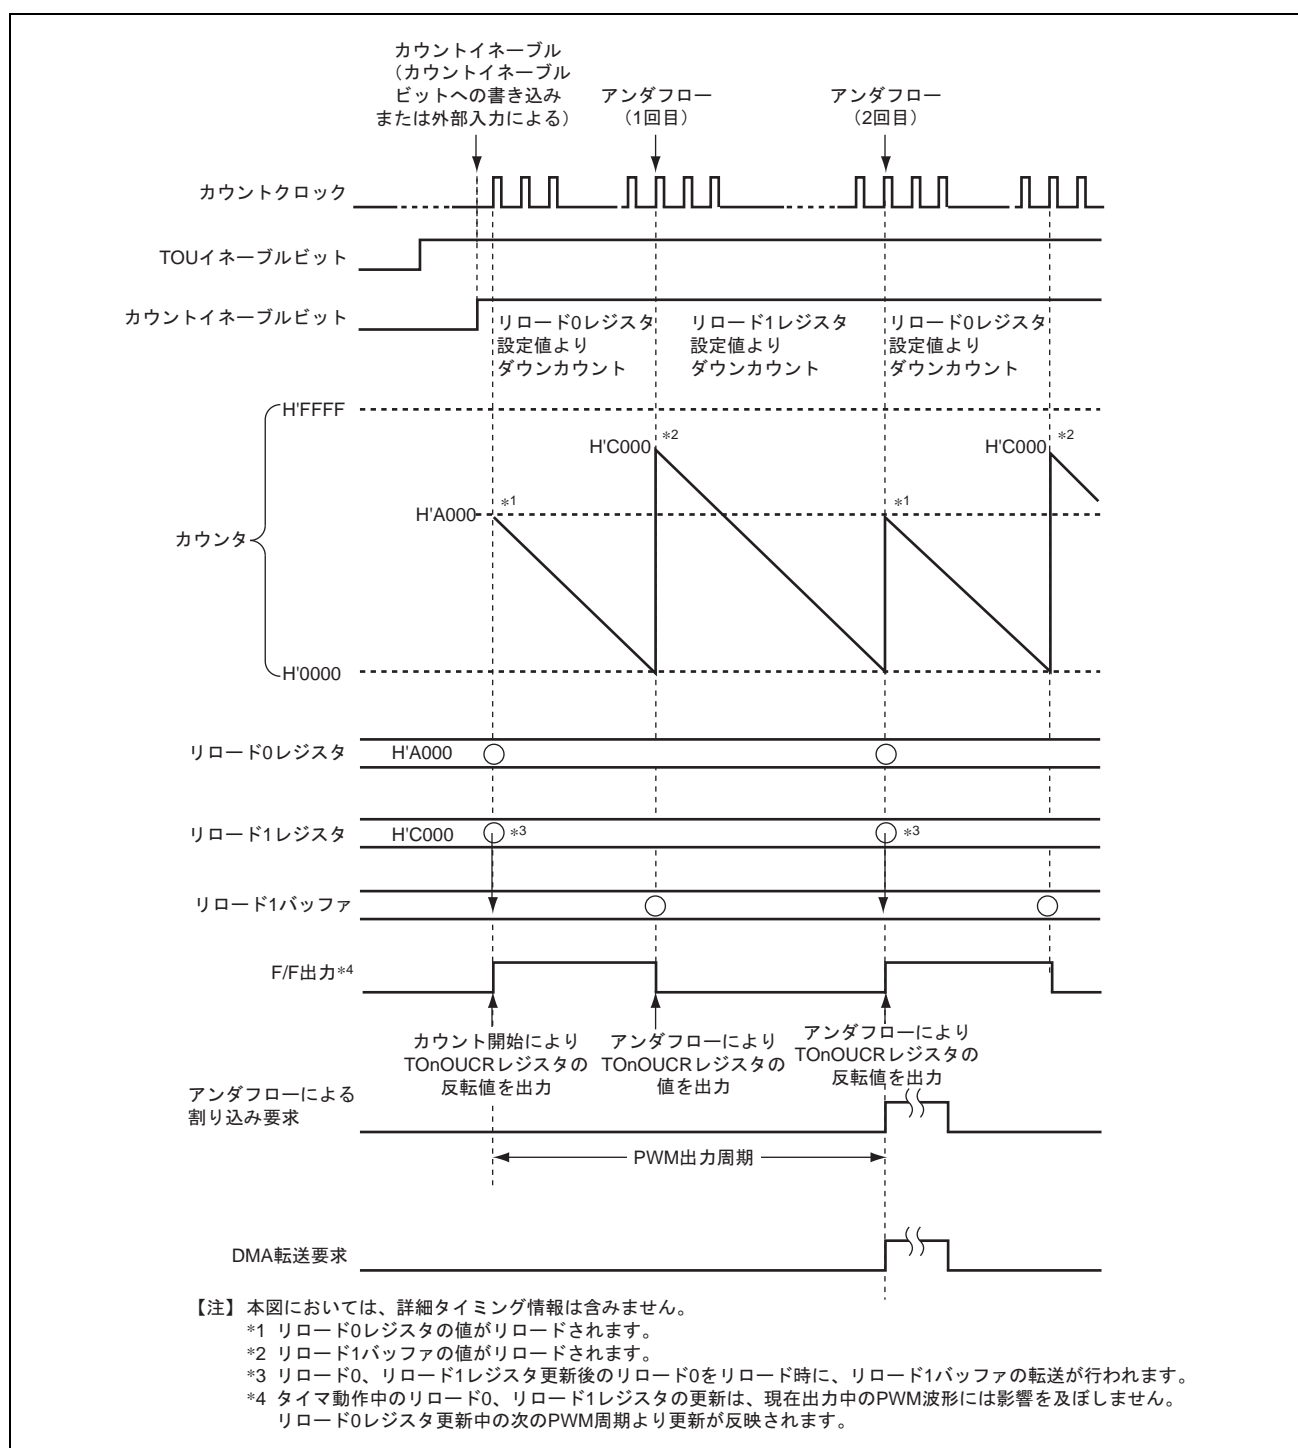 カウントイネーブル
（カウントイネーブル
ビットへの書き込み
または外部入力による）
アンダフロー
（1回目）
アンダフロー
（2回目）
カウントクロック
TOUイネーブルビット
カウントイネーブルビット
リロード0レジスタ
設定値より
ダウンカウント
リロード1レジスタ
設定値より
ダウンカウント
リロード0レジスタ
設定値より
ダウンカウント
H'FFFF
H'C000 *2
H'C000 *2
H'A000 *1
*1
カウンタ
H'0000
リロード0レジスタ H'A000
リロード1レジスタ H'C000 *3 *3
リロード1バッファ
F/F出力*4
カウント開始により
TOnOUCRレジスタの
反転値を出力
アンダフローにより
TOnOUCRレジスタの
値を出力
アンダフローにより
TOnOUCRレジスタの
反転値を出力
アンダフローによる
割り込み要求
PWM出力周期
DMA転送要求
【注】 本図においては、詳細タイミング情報は含みません。
*1 リロード0レジスタの値がリロードされます。
*2 リロード1バッファの値がリロードされます。
*3 リロード0、リロード1レジスタ更新後のリロード0をリロード時に、リロード1バッファの転送が行われます。
*4 タイマ動作中のリロード0、リロード1レジスタの更新は、現在出力中のPWM波形には影響を及ぼしません。
リロード0レジスタ更新中の次のPWM周期より更新が反映されます。